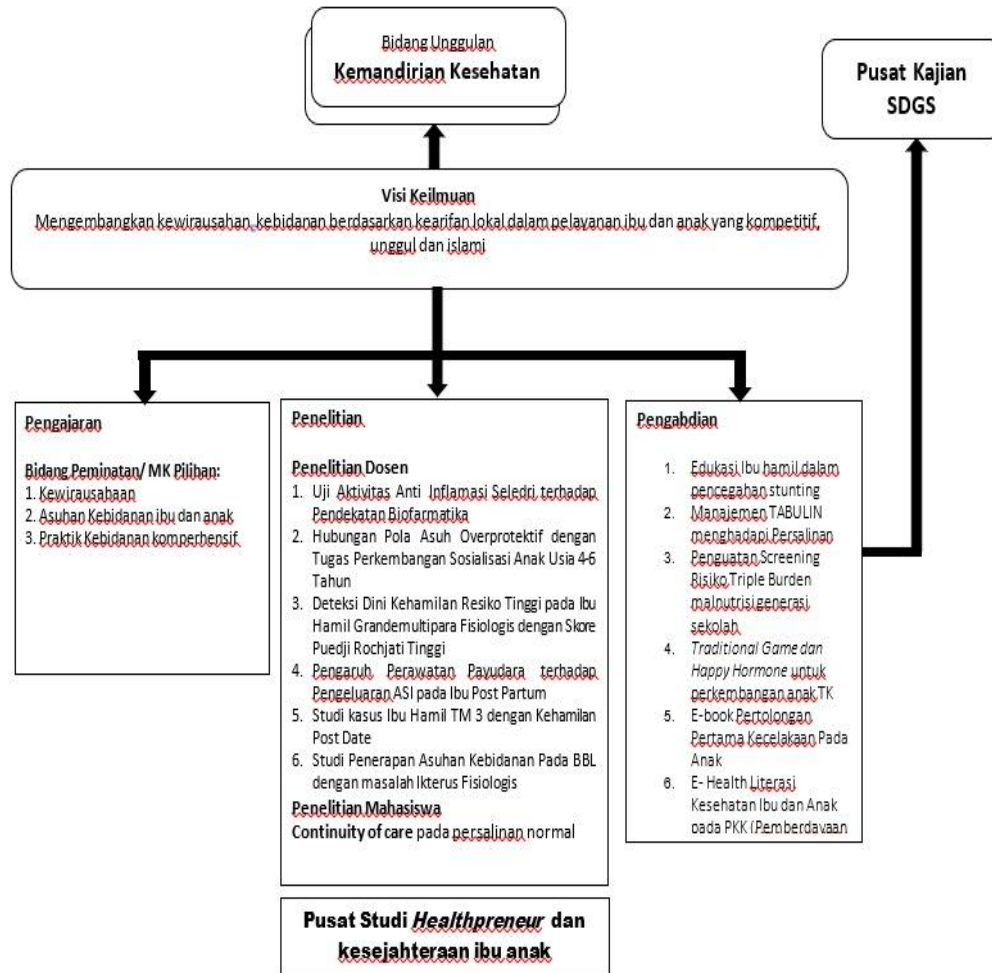 Bidang Unggulan
Kemandirian Kesehatan
Pusat Kajian
SDGS
Visi Keilmuan
Mengembangkan kewirausahan kebidanan berdasarkan kearifan lokal dalam pelayanan ibu dan anak yang kompetitif,
unggul dan islami
Pengajaran
Bidang Peminatan/ MK Pilihan:
1. Kewirausahaan
2. Asuhan Kebidanan ibu dan anak
3. Praktik Kebidanan komperhensif
Penelitian
Penelitian Dosen
1. Uji Aktivitas Anti Inflamasi Seledri terhadap
Pendekatan Biofarmatika
2. Hubungan Pola Asuh Overprotektif dengan
Tugas Perkembangan Sosialisasi Anak Usia 4-6
Tahun
3. Deteksi Dini Kehamilan Resiko Tinggi pada Ibu
Hamil Grandemultipara Fisiologis dengan Skore
Puedji Rochjati Tinggi
4. Pengaruh Perawatan Payudara terhadap
Pengeluaran ASI pada Ibu Post Partum
5. Studi kasus Ibu Hamil TM 3 dengan Kehamilan
Post Date
6. Studi Penerapan Asuhan Kebidanan Pada BBL
dengan masalah Ikterus Fisiologis
Penelitian Mahasiswa
Continuity of care pada persalinan normal
Pengabdian
1. Edukasi Ibu hamil dalam
pencegahan stunting
2. Manajemen TABULIN
menghadapi Persalinan
3. Penguatan Screening
Risiko Triple Burden
malnutrisi generasi
sekolah
4. Traditional Game dan
Happy Hormone untuk
perkembangan anak TK
5. E-book Pertolongan
Pertama Kecelakaan Pada
Anak
6. E- Health Literasi
Kesehatan Ibu dan Anak
pada PKK (Pemberdayaan
Pusat Studi Healthpreneur dan
kesejahteraan ibu anak